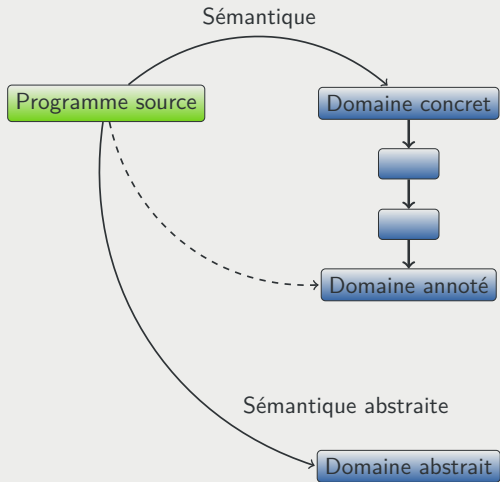 Sémantique
Programme source
Domaine concret
Domaine annoté
Sémantique abstraite
Domaine abstrait